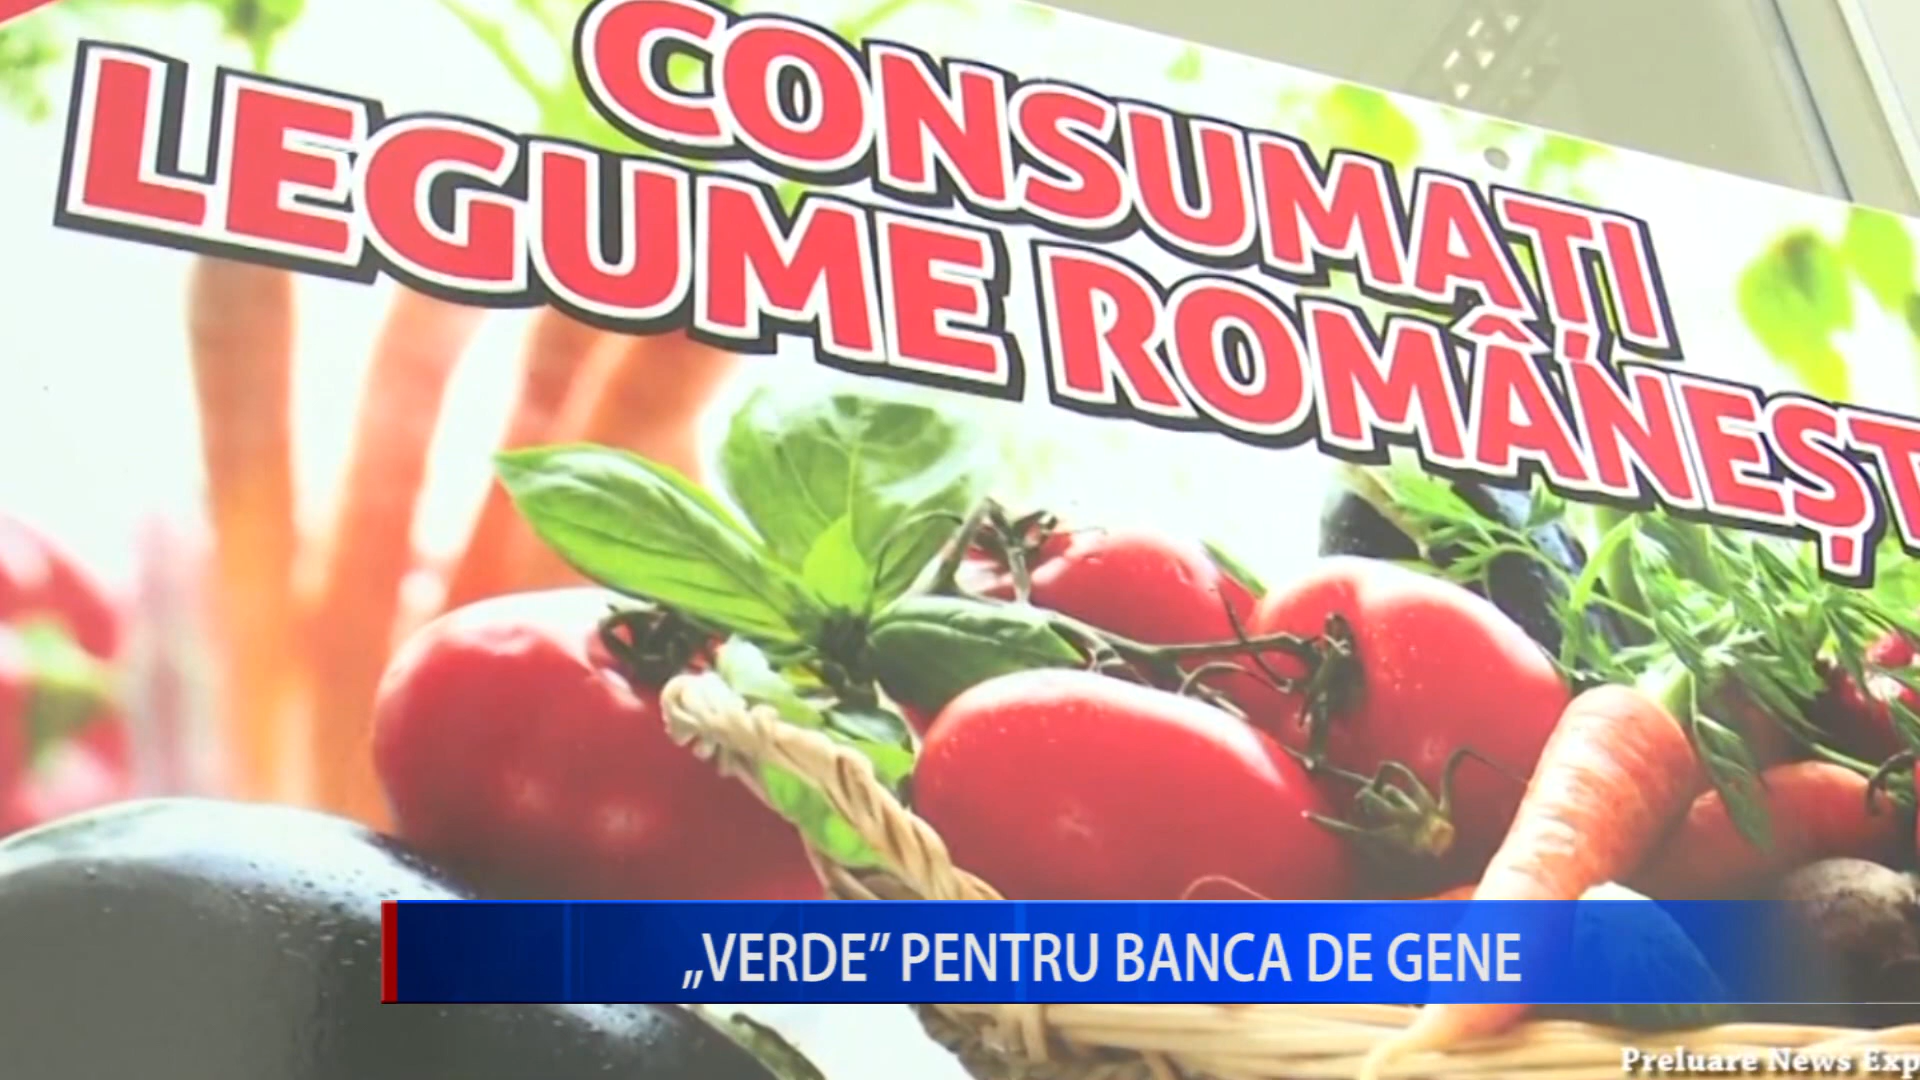 CONSUMAȚI
LEGUME ROMÂNEȘT
„VERDE” PENTRU BANCA DE GENE
Preluare News Exp